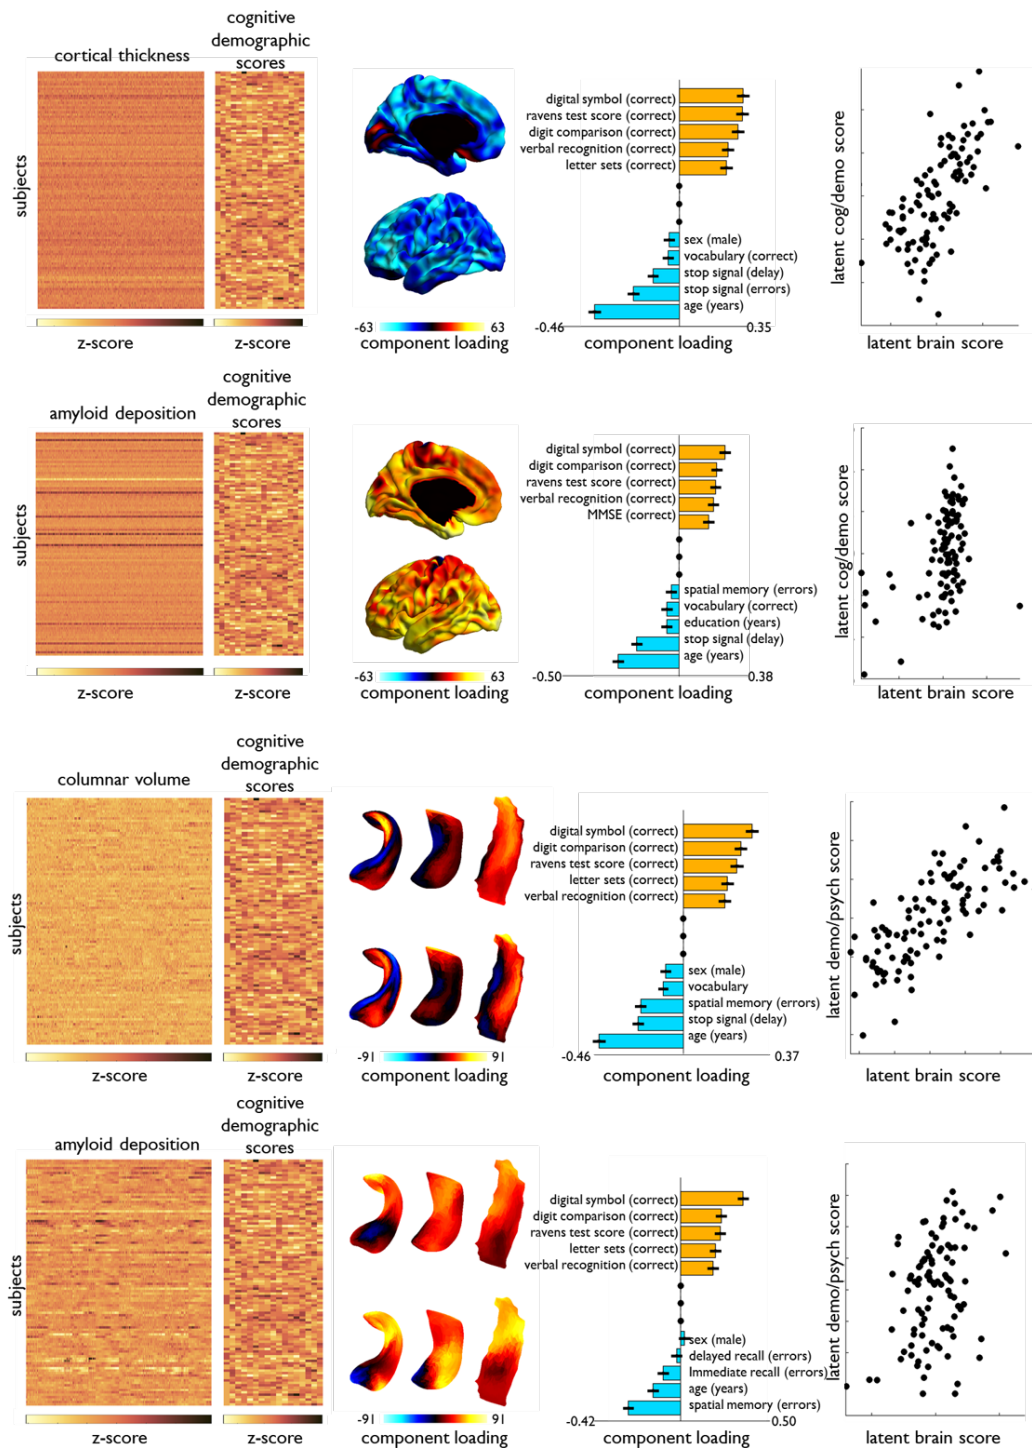 cognitive
demographic
scores
cortical thickness
subjects
z-score
z-score
-63
63
component loading
digital symbol (correct)
ravens test score (correct)
digit comparison (correct)
verbal recognition (correct)
letter sets (correct)
sex (male)
vocabulary (correct)
stop signal (delay)
stop signal (errors)
age (years)
-0.46
0.35
component loading
latent cog/demo score
latent brain score
cognitive
demographic
scores
amyloid deposition
subjects
z-score
z-score
-63
63
component loading
digital symbol (correct)
digit comparison (correct)
ravens test score (correct)
verbal recognition (correct)
MMSE (correct)
spatial memory (errors)
vocabulary (correct)
education (years)
stop signal (delay)
age (years)
-0.50
0.38
component loading
latent cog/demo score
latent brain score
cognitive
demographic
scores
columnar volume
subjects
z-score
z-score
-91
91
component loading
digital symbol (correct)
digit comparison (correct)
ravens test score (correct)
letter sets (correct)
verbal recognition (correct)
sex (male)
vocabulary
spatial memory (errors)
stop signal (delay)
age (years)
-0.46
0.37
component loading
latent demo/psych score
latent brain score
cognitive
demographic
scores
amyloid deposition
subjects
z-score
z-score
-91
91
component loading
digital symbol (correct)
digit comparison (correct)
ravens test score (correct)
letter sets (correct)
verbal recognition (correct)
sex (male)
delayed recall (errors)
Immediate recall (errors)
age (years)
spatial memory (errors)
-0.42
0.50
component loading
latent demo/psych score
latent brain score